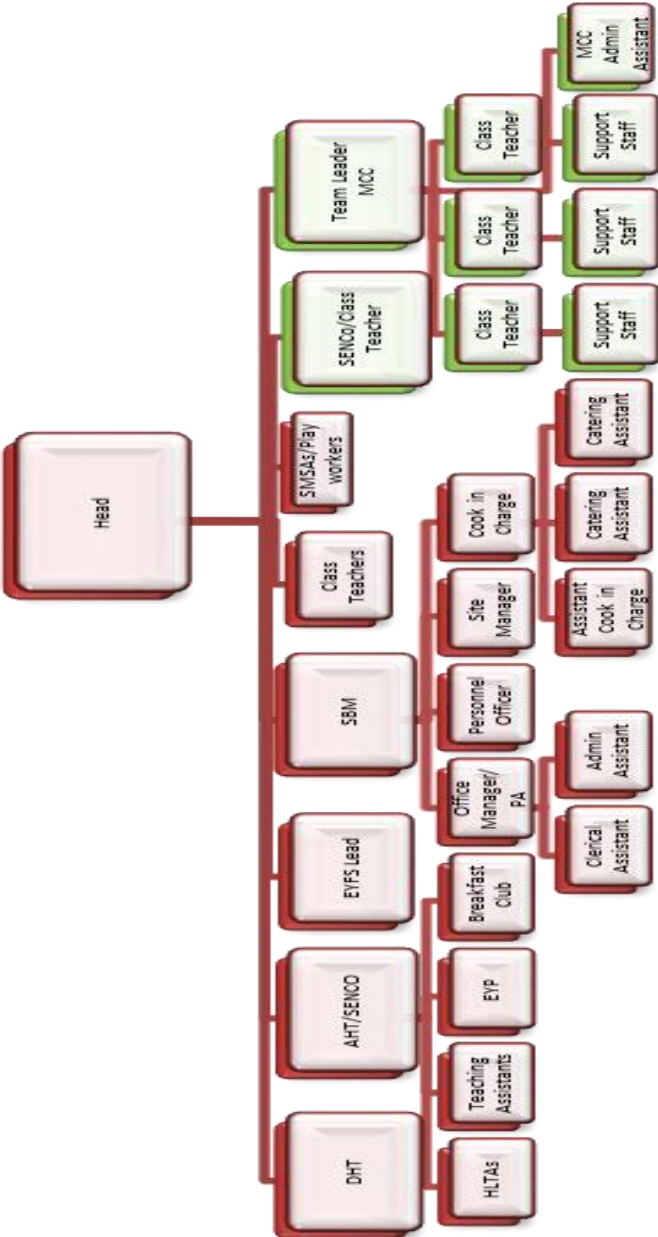 Head
DHT
AHT/SENCO
EYFS Lead
SBM
Class
Teachers
SMSAs/Play
workers
SENCo/Class
Teacher
Team Leader
MCC
HLTAs
Teaching
Assistants
EYP
Breakfast
Club
Office
Manager/
PA
Personnel
Officer
Site
Manager
Cook in
Charge
Class
Teacher
Class
Teacher
Class
Teacher
Clerical
Assistant
Admin
Assistant
Assistant
Cook in
Charge
Catering
Assistant
Catering
Assistant
Support
Staff
Support
Staff
Support
Staff
MCC
Admin
Assistant